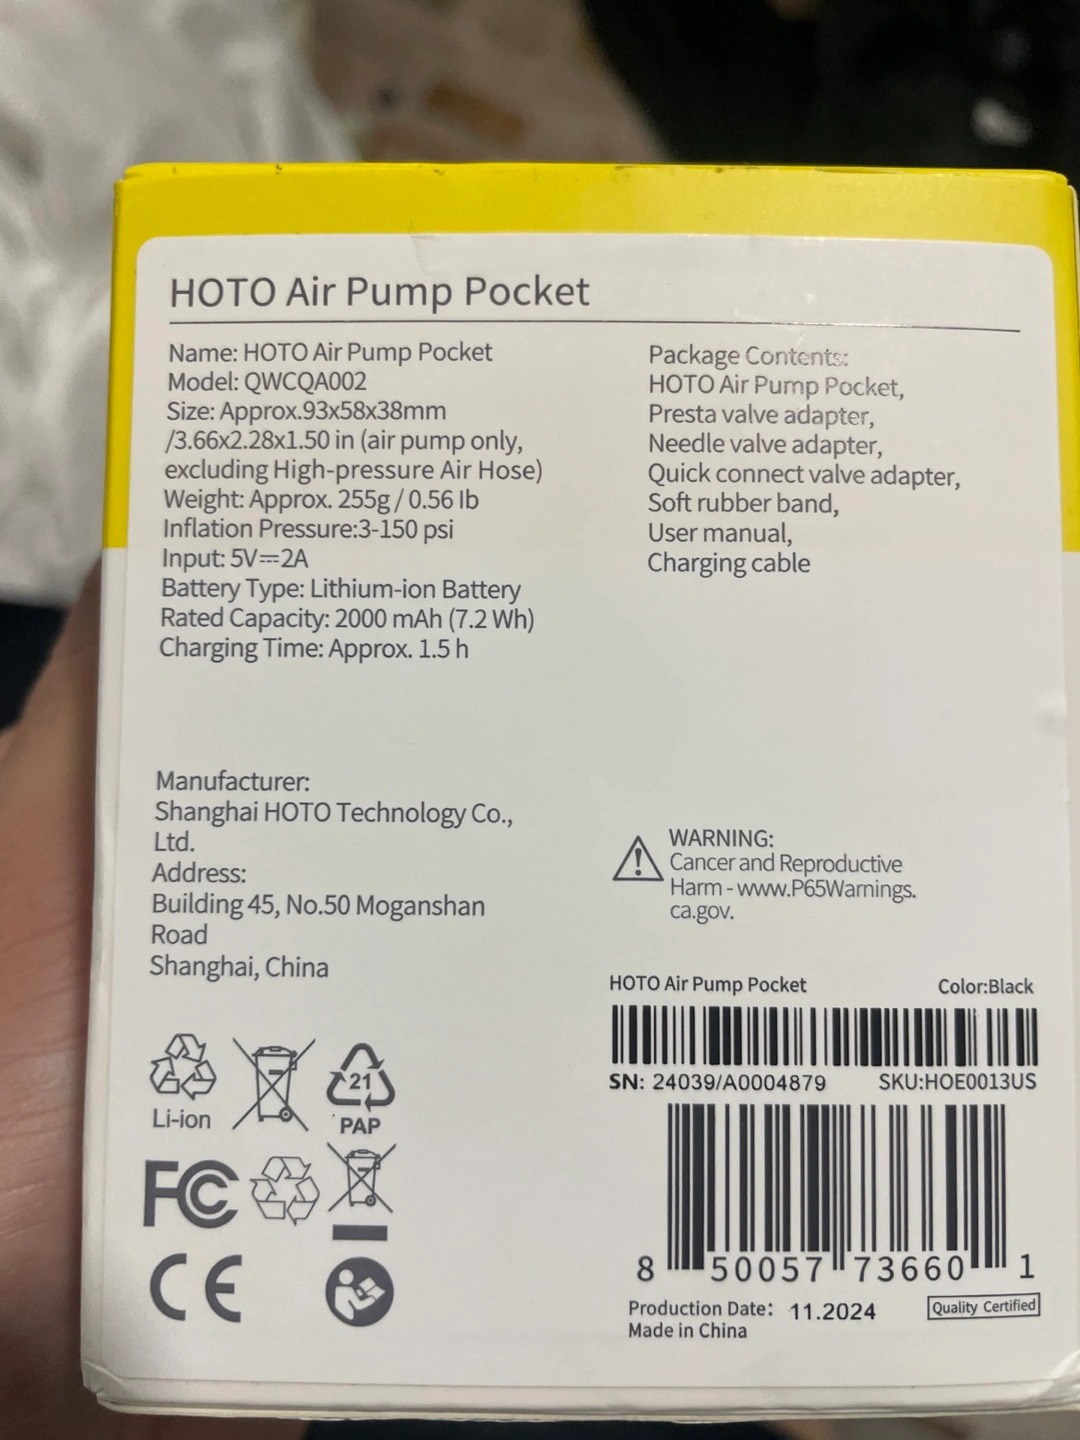 HOTO Air Pump Pocket
Name: HOTO Air Pump Pocket
Model: QWCQA002
Size: Approx.93x58x38mm
/3.66x2.28x1.50 in (air pump only,
excluding High-pressure Air Hose)
Weight: Approx. 255g / 0.56 lb
Inflation Pressure:3-150 psi
Input: 5V⎓2A
Battery Type: Lithium-ion Battery
Rated Capacity: 2000 mAh (7.2 Wh)
Charging Time: Approx. 1.5 h
Package Contents:
HOTO Air Pump Pocket,
Presta valve adapter,
Needle valve adapter,
Quick connect valve adapter,
Soft rubber band,
User manual,
Charging cable
Manufacturer:
Shanghai HOTO Technology Co.,
Ltd.
Address:
Building 45, No.50 Moganshan
Road
Shanghai, China
WARNING:
Cancer and Reproductive
Harm - www.P65Warnings.
ca.gov.
HOTO Air Pump Pocket Color:Black
SN: 24039/A0004879 SKU:HOE0013US
8 50057 73660 1
Production Date: 11.2024
Made in China
Quality Certified
Li-ion
21
PAP
FC
CE